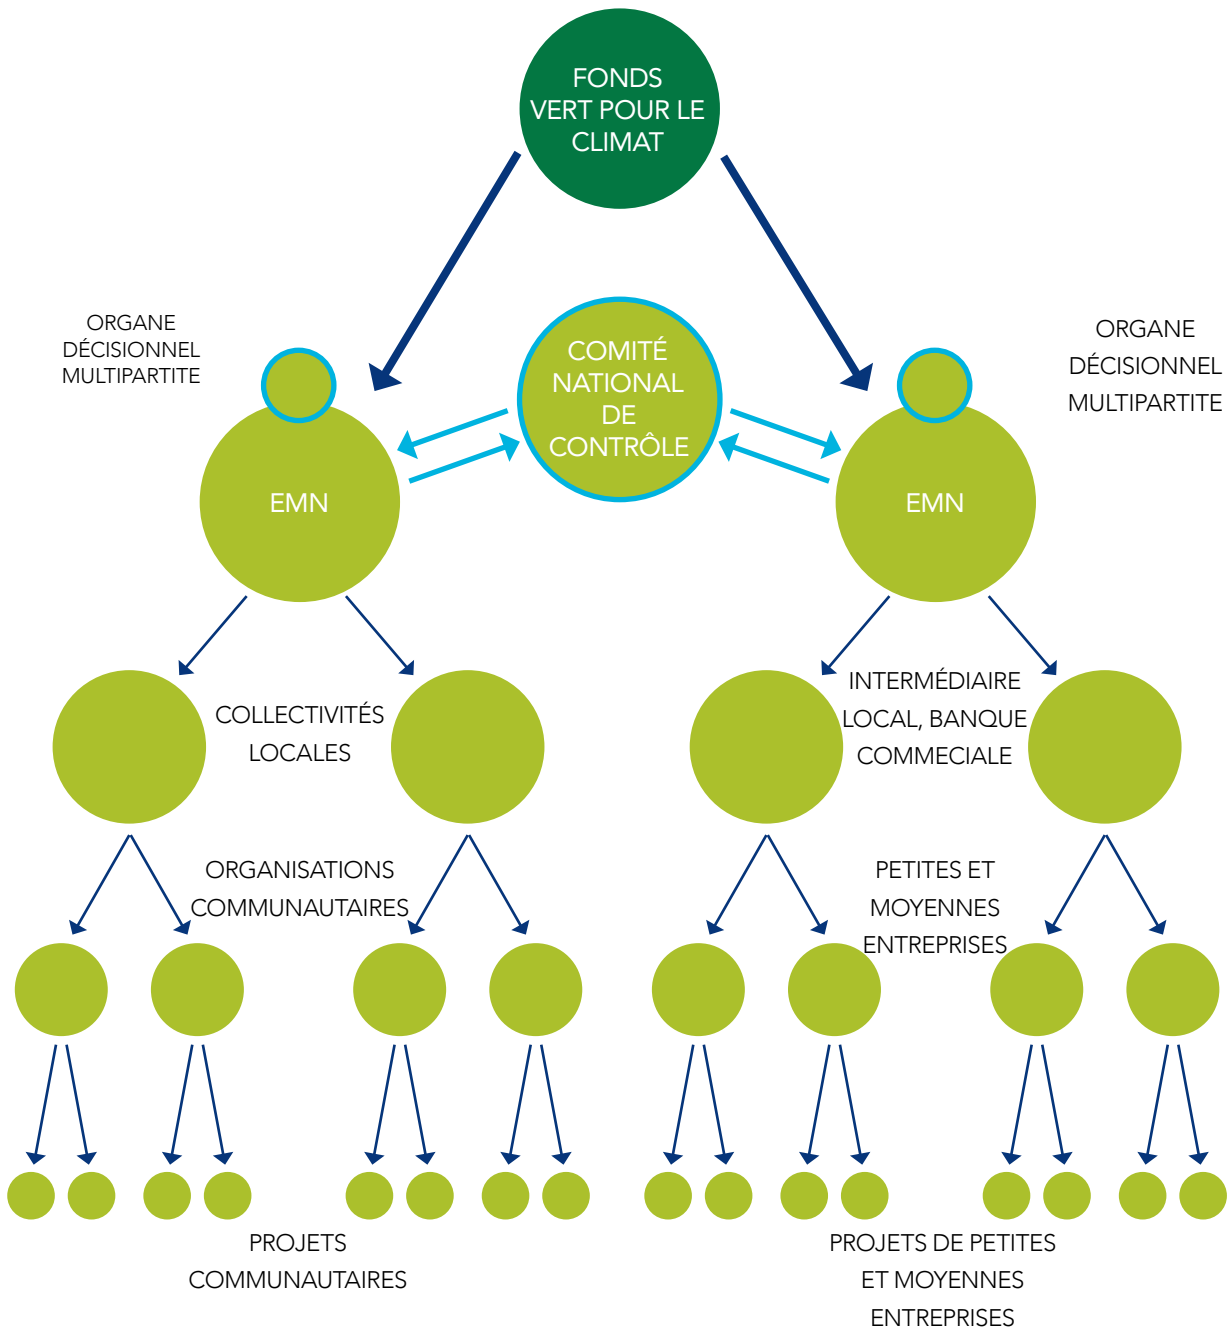 FONDS
VERT POUR LE
CLIMAT
ORGANE
DÉCISIONNEL
MULTIPARTITE
COMITÉ
NATIONAL
DE
CONTRÔLE
ORGANE
DÉCISIONNEL
MULTIPARTITE
EMN
EMN
COLLECTIVITÉS
LOCALES
INTERMÉDIAIRE
LOCAL, BANQUE
COMMECIALE
ORGANISATIONS
COMMUNAUTAIRES
PETITES ET
MOYENNES
ENTREPRISES
PROJETS
COMMUNAUTAIRES
PROJETS DE PETITES
ET MOYENNES
ENTREPRISES